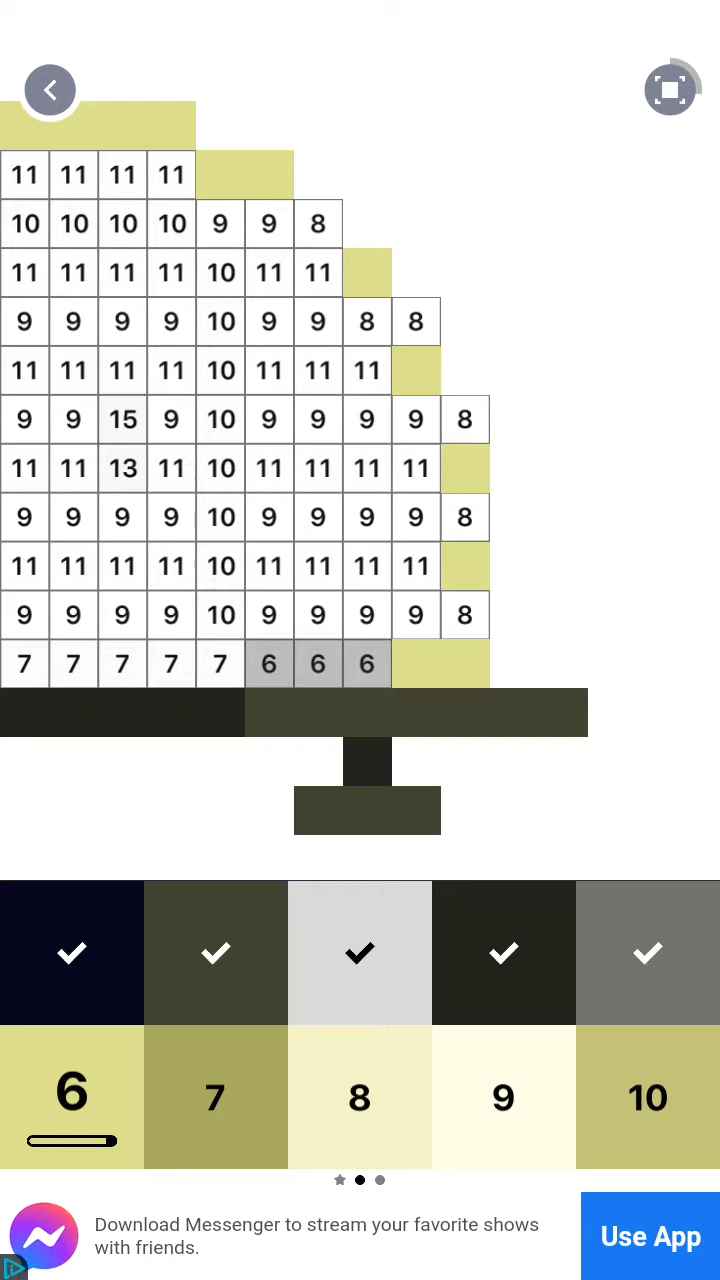 11 11 11 11
10 10 10 10 9 9 8
11 11 11 11 10 11 11
9 9 9 9 10 9 9 8 8
11 11 11 11 10 11 11 11
9 9 15 9 10 9 9 9 9 8
11 11 13 11 10 11 11 11 11
9 9 9 9 10 9 9 9 9 8
11 11 11 11 10 11 11 11 11
9 9 9 9 10 9 9 9 9 8
7 7 7 7 7 6 6 6
6 7 8 9 10
Download Messenger to stream your favorite shows
with friends.
Use App